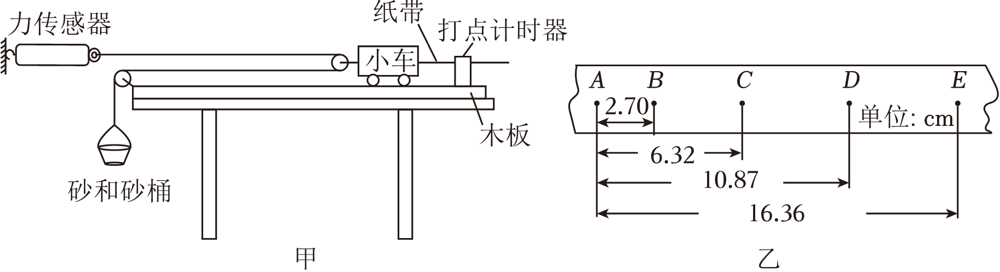 力传感器
纸带
打点计时器
小车
木板
砂和砂桶
甲
A B C D E
2.70
单位: cm
6.32
10.87
16.36
乙